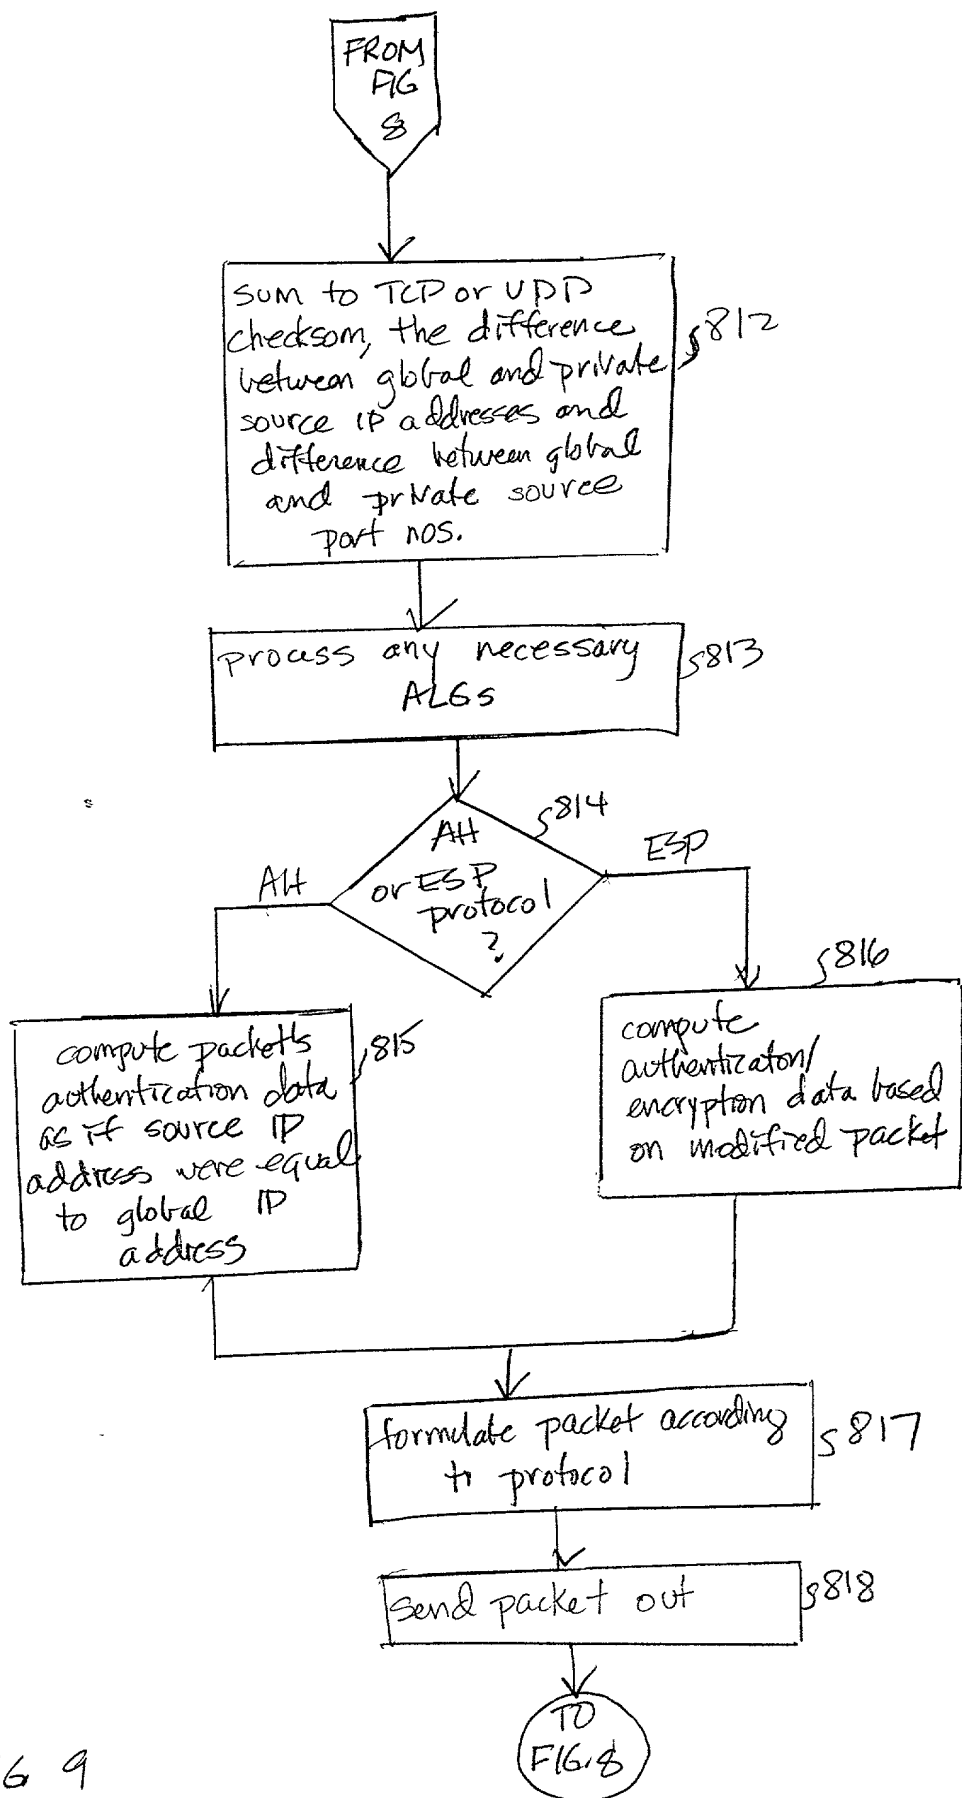 FROM
FIG
8
sum to TCP or UDP
checksom, the difference
between global and private
source IP addresses and
difference between global
and private source
port nos.
812
process any necessary
ALGs
813
814
AH
or ESP
protocol
?
AH
ESP
816
compute packet's
authentication data
as if source IP
address were equal
to global IP
address
815
compute
authenticaton/
encryption data based
on modified packet
formulate packet according
to protocol
817
send packet out
818
TO
FIG. 8
G 9